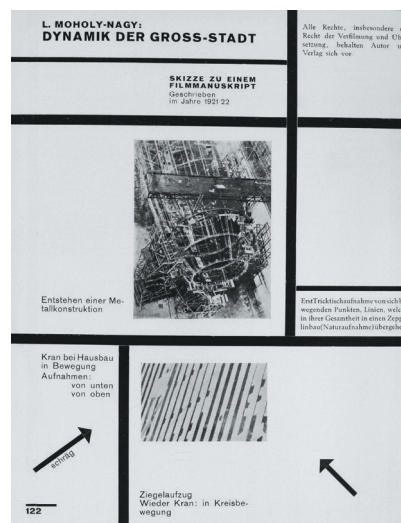 L. MOHOLY-NAGY:
DYNAMIK DER GROSS-STADT
SKIZZE ZU EINEM
FILMMANUSKRIPT
Geschrieben
im Jahre 1921/22
Alle Rechte, insbesondere
Recht der Verfilmung und Üb
setzung, behalten Autor u
Verlag sich vor.
Entstehen einer Me-
tallkonstruktion
Erst Tricktischaufnahme von sich b
wegenden Punkten, Linien, welc
in ihrer Gesamtheit in einen Zepp
linbau (Naturaufnahme) übergehe
Kran bei Hausbau
in Bewegung
Aufnahmen:
von unten
von oben
schräg
Ziegelaufzug
Wieder Kran: in Kreisbe-
wegung
122